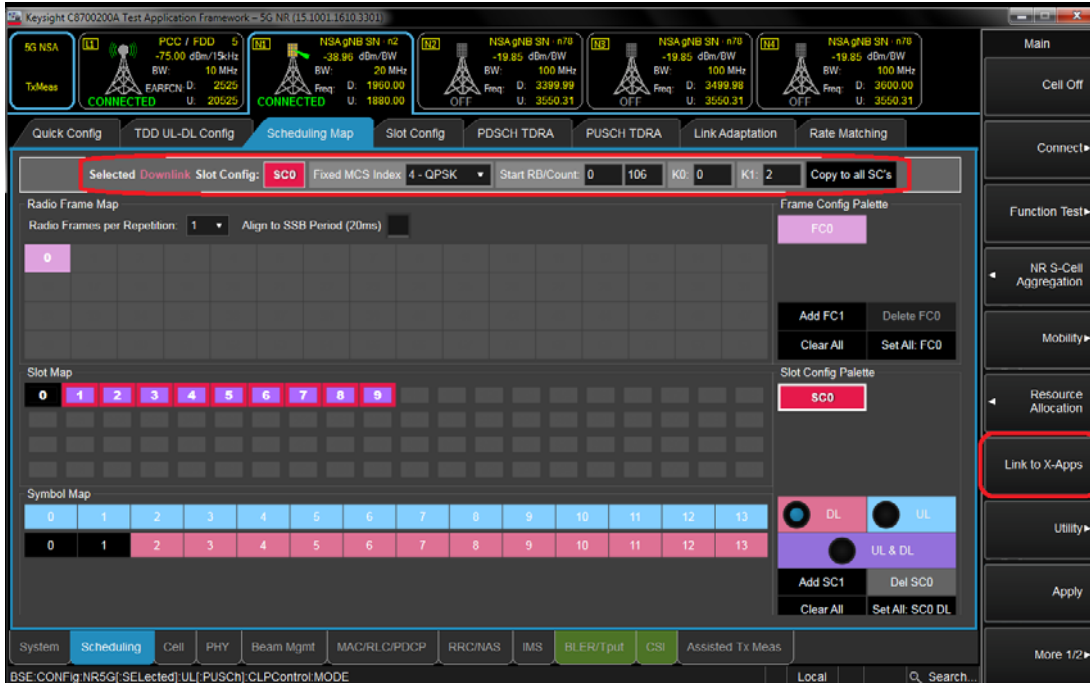 Keysight C8700200A Test Application Framework – 5G NR (15.1001.1610.3301)
5G NSA
TxMeas
L1
PCC / FDD 5
-75.00 dBm/15kHz
BW: 10 MHz
EARFCN: D: 2525
CONNECTED U: 20525
N1
NSA gNB SN - n2
-38.96 dBm/BW
BW: 20 MHz
Freq: D: 1960.00
CONNECTED U: 1880.00
N2
NSA gNB SN - n78
-19.85 dBm/BW
BW: 100 MHz
Freq: D: 3399.99
OFF U: 3550.31
N3
NSA gNB SN - n78
-19.85 dBm/BW
BW: 100 MHz
Freq: D: 3499.98
OFF U: 3550.31
N4
NSA gNB SN - n78
-19.85 dBm/BW
BW: 100 MHz
Freq: D: 3600.00
OFF U: 3550.31
Quick Config TDD UL-DL Config Scheduling Map Slot Config PDSCH TDRA PUSCH TDRA Link Adaptation Rate Matching
Selected Downlink Slot Config: SC0 Fixed MCS Index 4 - QPSK Start RB/Count: 0 106 K0: 0 K1: 2 Copy to all SC's
Radio Frame Map
Radio Frames per Repetition: 1 Align to SSB Period (20ms)
0
Frame Config Palette
FC0
Add FC1 Delete FC0
Clear All Set All: FC0
Slot Map
0 1 2 3 4 5 6 7 8 9
Slot Config Palette
SC0
Symbol Map
0 1 2 3 4 5 6 7 8 9 10 11 12 13
0 1 2 3 4 5 6 7 8 9 10 11 12 13
DL UL
UL & DL
Add SC1 Del SC0
Clear All Set All: SC0 DL
System Scheduling Cell PHY Beam Mgmt MAC/RLC/PDCP RRC/NAS IMS BLER/Tput CSI Assisted Tx Meas
BSE:CONFig:NR5G[:SELected]:UL[:PUSCh]:CLPControl:MODE Local Search...
Main
Cell Off
Connect
Function Test
NR S-Cell
Aggregation
Mobility
Resource
Allocation
Link to X-Apps
Utility
Apply
More 1/2